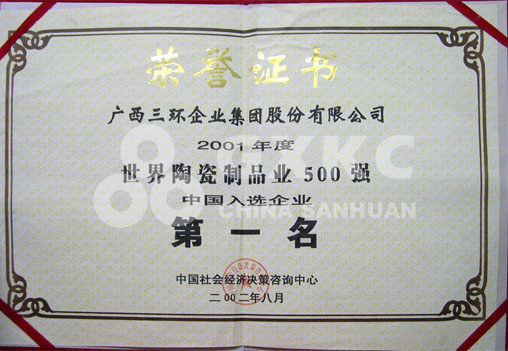 荣誉证书
广西三环企业集团股份有限公司
2001年度
世界陶瓷制品业500强
中国入选企业
第一名
中国社会经济决策咨询中心
二00二年八月
CHINA SANHUAN